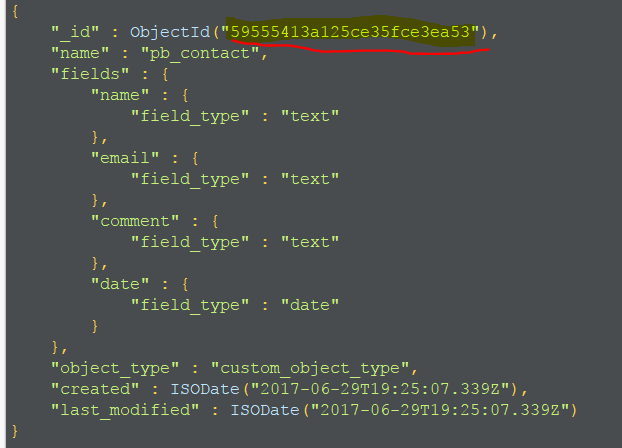 {
"_id" : ObjectId("59555413a125ce35fce3ea53"),
"name" : "pb_contact",
"fields" : {
"name" : {
"field_type" : "text"
},
"email" : {
"field_type" : "text"
},
"comment" : {
"field_type" : "text"
},
"date" : {
"field_type" : "date"
}
},
"object_type" : "custom_object_type",
"created" : ISODate("2017-06-29T19:25:07.339Z"),
"last_modified" : ISODate("2017-06-29T19:25:07.339Z")
}